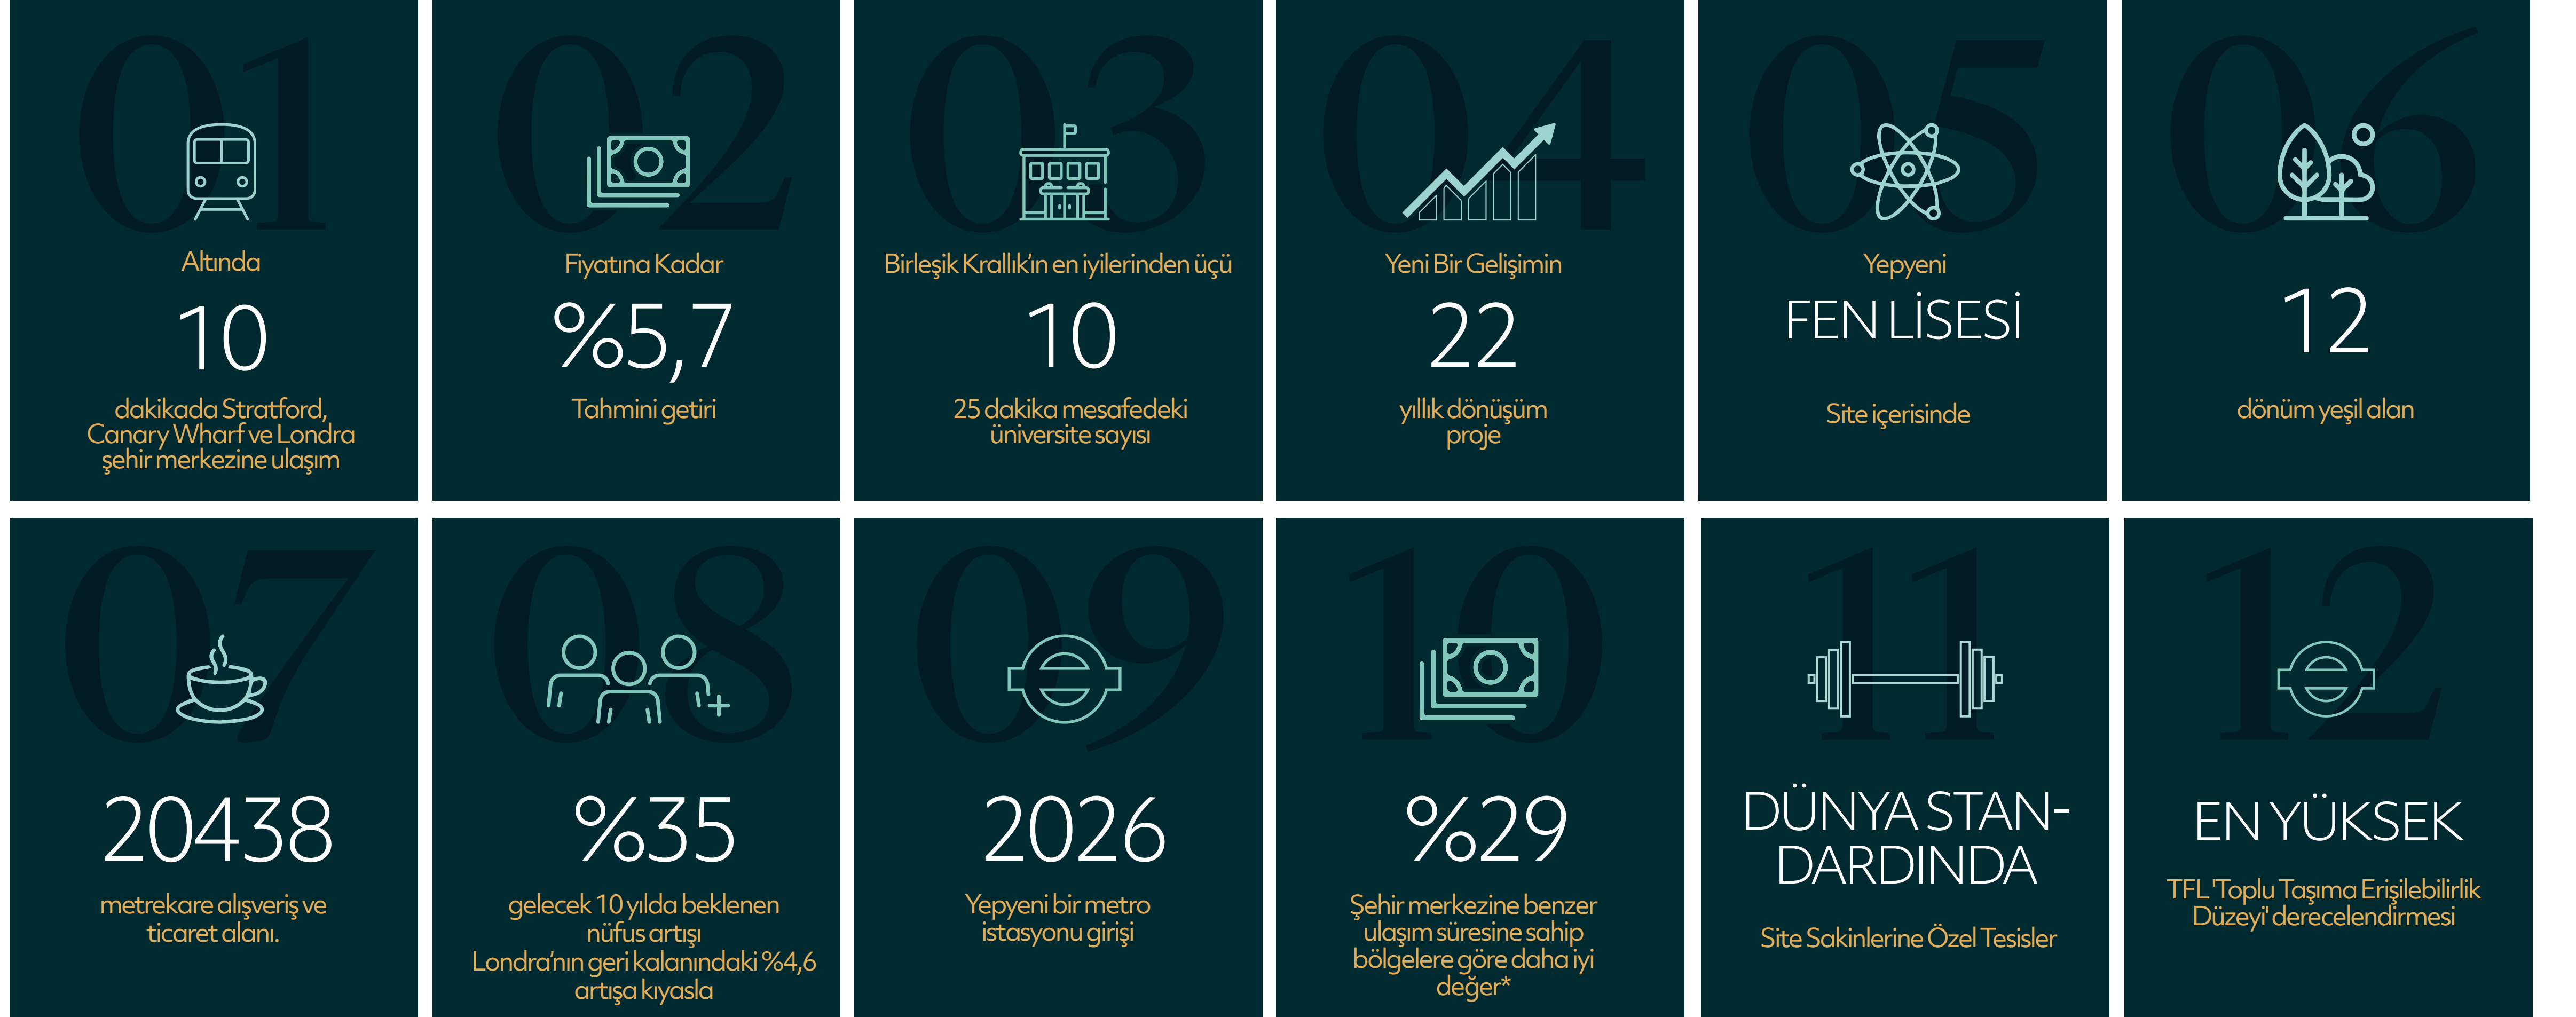 01
Altında
10
dakikada Stratford,
Canary Wharf ve Londra
şehir merkezine ulaşım
02
Fiyatına Kadar
%5,7
Tahmini getiri
03
Birleşik Krallık’ın en iyilerinden üçü
10
25 dakika mesafedeki
üniversite sayısı
04
Yeni Bir Gelişimin
22
yıllık dönüşüm
proje
05
Yepyeni
FEN LİSESİ
Site içerisinde
06
12
dönüm yeşil alan
07
20438
metrekare alışveriş ve
ticaret alanı.
08
%35
gelecek 10 yılda beklenen
nüfus artışı
Londra’nın geri kalanındaki %4,6
artışa kıyasla
09
2026
Yepyeni bir metro
istasyonu girişi
10
%29
Şehir merkezine benzer
ulaşım süresine sahip
bölgelere göre daha iyi
değer*
11
DÜNYA STAN-
DARDINDA
Site Sakinlerine Özel Tesisler
12
EN YÜKSEK
TFL 'Toplu Taşıma Erişilebilirlik
Düzeyi' derecelendirmesi